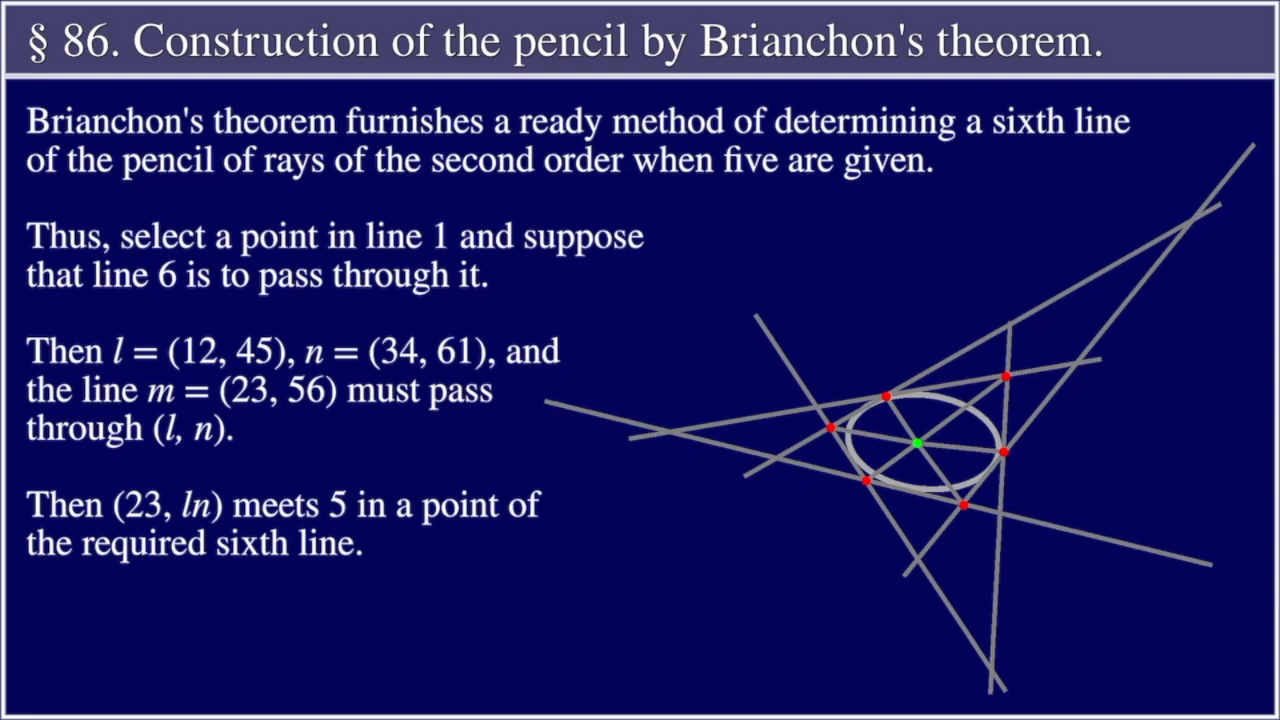 § 86. Construction of the pencil by Brianchon's theorem.
Brianchon's theorem furnishes a ready method of determining a sixth line
of the pencil of rays of the second order when five are given.
Thus, select a point in line 1 and suppose
that line 6 is to pass through it.
Then l = (12, 45), n = (34, 61), and
the line m = (23, 56) must pass
through (l, n).
Then (23, ln) meets 5 in a point of
the required sixth line.